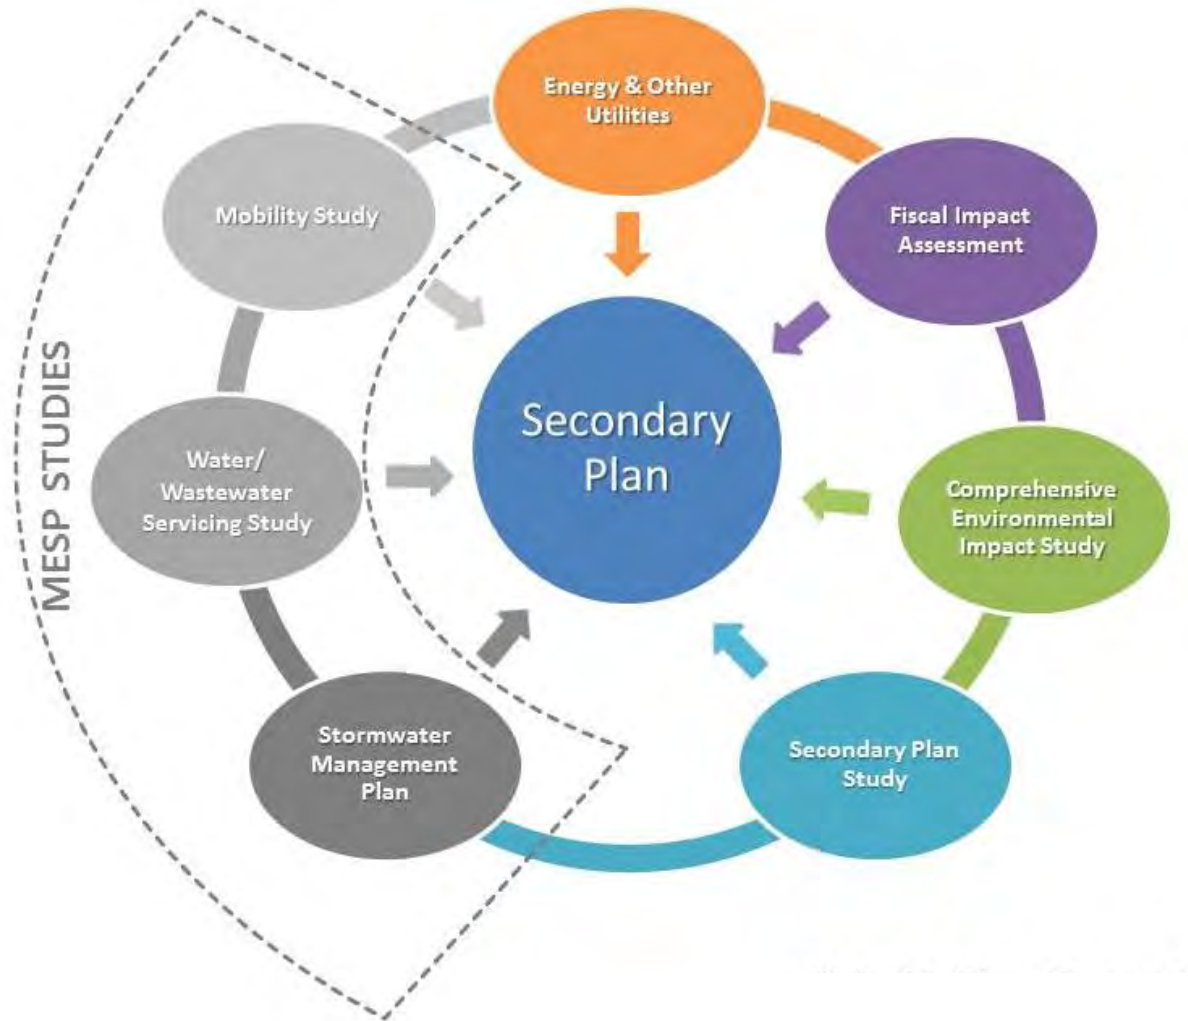 Energy & Other
Utilities
Mobility Study
Fiscal Impact
Assessment
MESP STUDIES
Secondary
Plan
Water/
Wastewater
Servicing Study
Comprehensive
Environmental
Impact Study
Stormwater
Management
Plan
Secondary Plan
Study